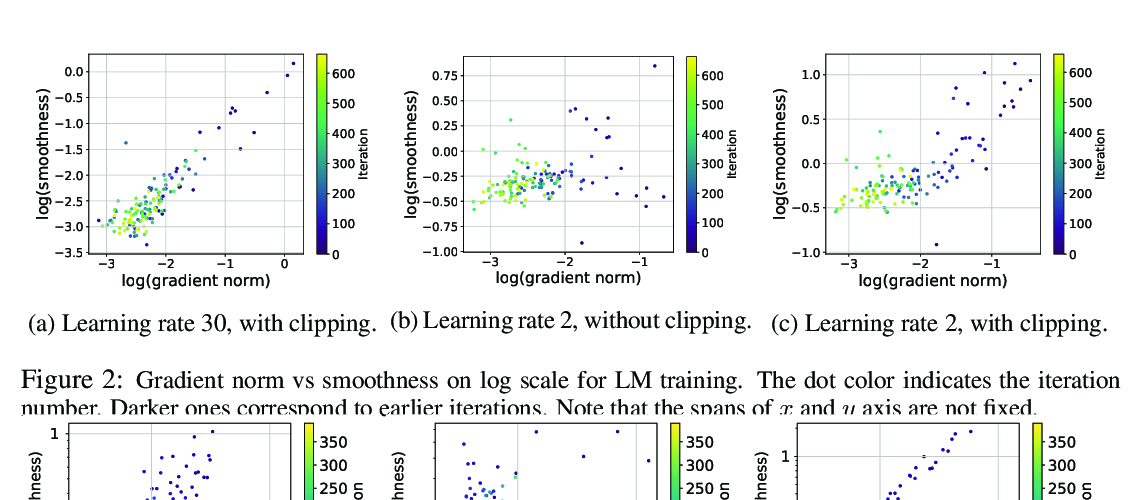 0.0
−0.5
−1.0
−1.5
−2.0
−2.5
−3.0
−3.5
−3 −2 −1 0
log(smoothness)
log(gradient norm)
600
500
400
300
200
100
0
Iteration
0.75
0.50
0.25
0.00
−0.25
−0.50
−0.75
−1.00
−3 −2 −1
log(smoothness)
log(gradient norm)
600
500
400
300
200
100
0
Iteration
1.0
0.5
0.0
−0.5
−1.0
−3 −2 −1
log(smoothness)
log(gradient norm)
600
500
400
300
200
100
0
Iteration
(a) Learning rate 30, with clipping. (b) Learning rate 2, without clipping. (c) Learning rate 2, with clipping.
Figure 2: Gradient norm vs smoothness on log scale for LM training. The dot color indicates the iteration
number. Darker ones correspond to earlier iterations. Note that the spans of x and y axis are not fixed.
1
350
300
250
hness)
on
350
300
250
hness)
on
1
350
300
250
hness)
on